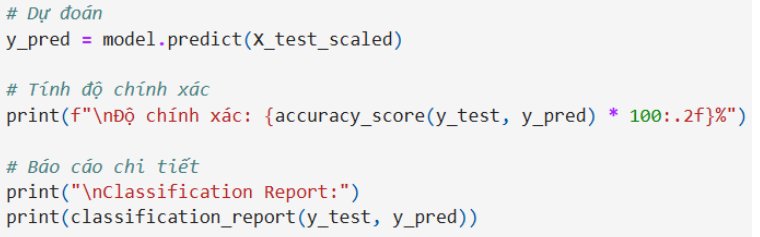 # Dự đoán
y_pred = model.predict(X_test_scaled)
# Tính độ chính xác
print(f"\nĐộ chính xác: {accuracy_score(y_test, y_pred) * 100:.2f}%")
# Báo cáo chi tiết
print("\nClassification Report:")
print(classification_report(y_test, y_pred))